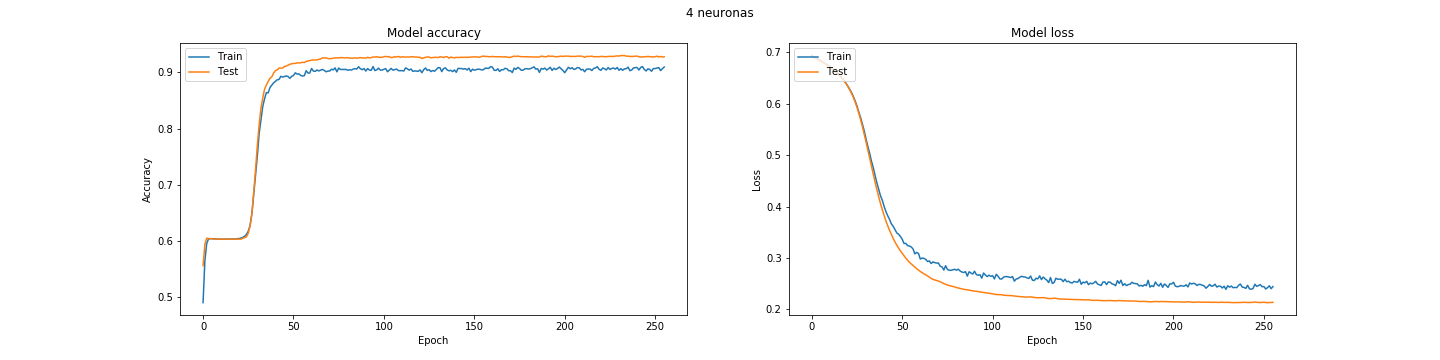 4 neuronas
Model accuracy
Train
Test
0.9
0.8
0.7
0.6
0.5
Accuracy
0 50 100 150 200 250
Epoch
Model loss
Train
Test
0.7
0.6
0.5
0.4
0.3
0.2
Loss
0 50 100 150 200 250
Epoch